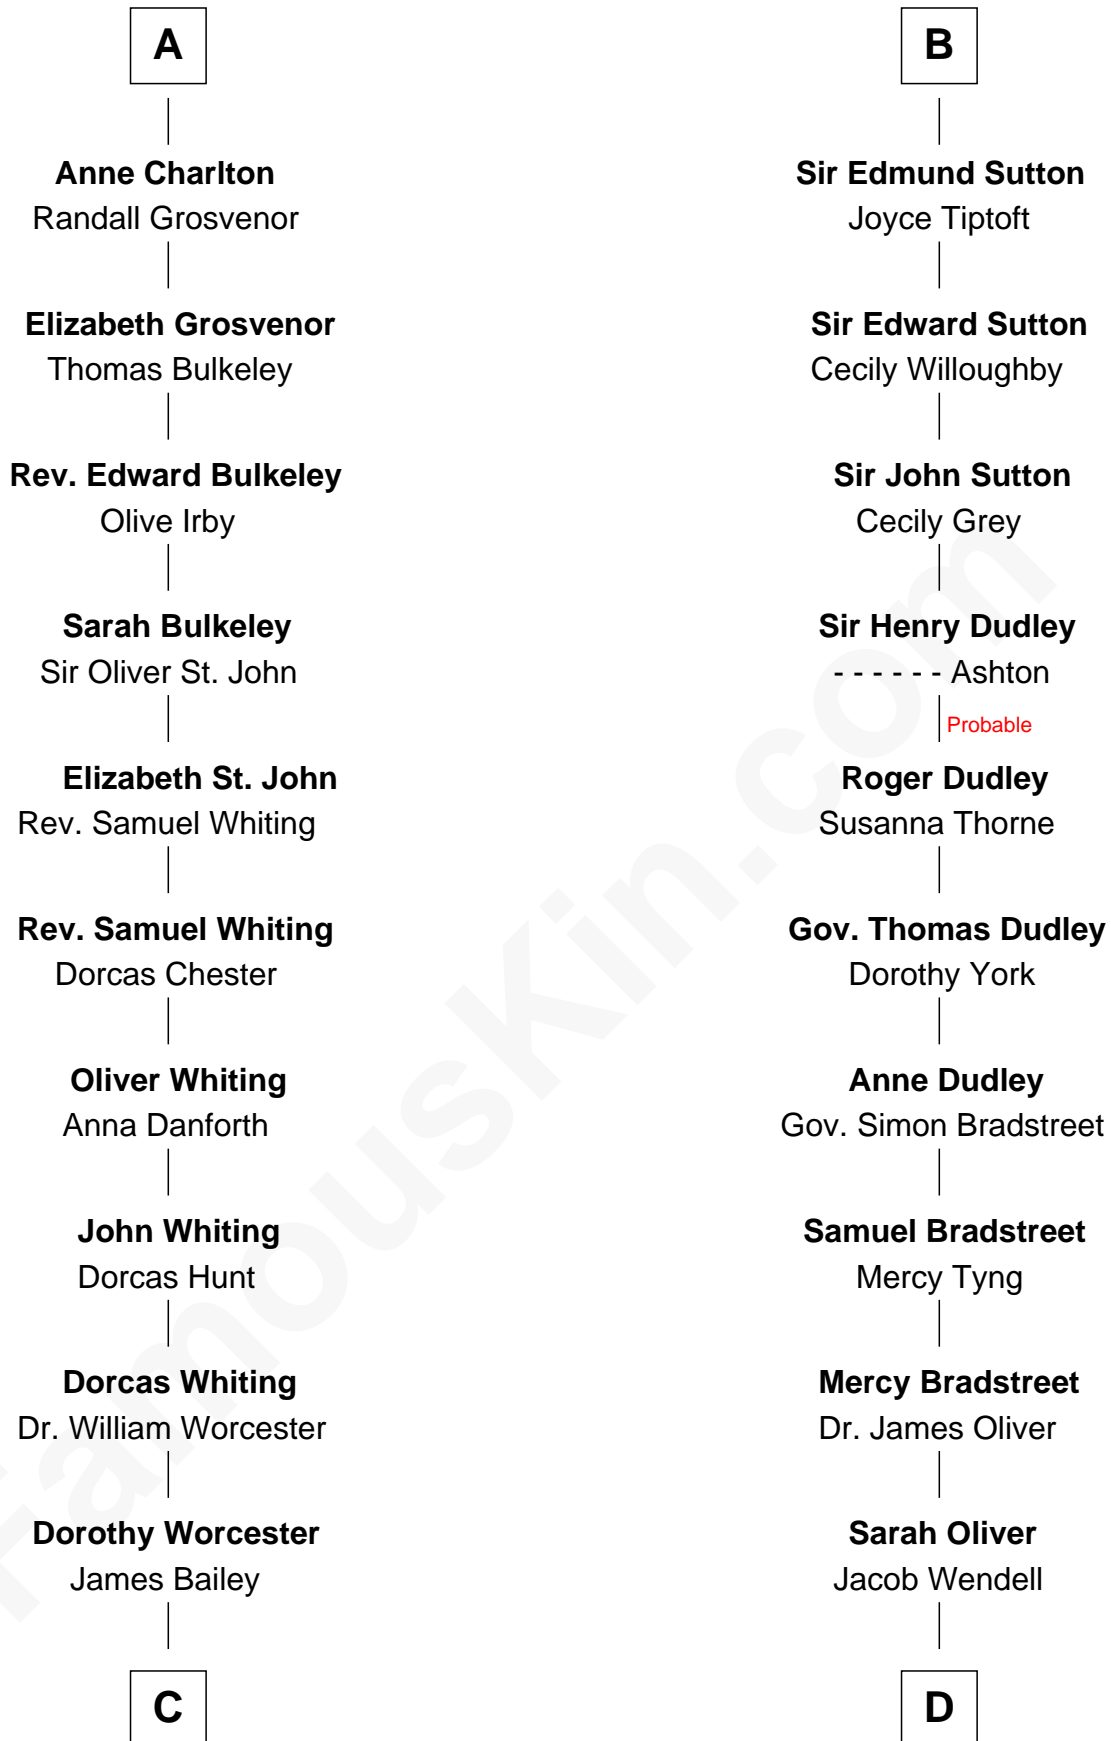 A
Anne Charlton
Randall Grosvenor
Elizabeth Grosvenor
Thomas Bulkeley
Rev. Edward Bulkeley
Olive Irby
Sarah Bulkeley
Sir Oliver St. John
Elizabeth St. John
Rev. Samuel Whiting
Rev. Samuel Whiting
Dorcas Chester
Oliver Whiting
Anna Danforth
John Whiting
Dorcas Hunt
Dorcas Whiting
Dr. William Worcester
Dorothy Worcester
James Bailey
C
B
Sir Edmund Sutton
Joyce Tiptoft
Sir Edward Sutton
Cecily Willoughby
Sir John Sutton
Cecily Grey
Sir Henry Dudley
- - - - - - Ashton
Probable
Roger Dudley
Susanna Thorne
Gov. Thomas Dudley
Dorothy York
Anne Dudley
Gov. Simon Bradstreet
Samuel Bradstreet
Mercy Tyng
Mercy Bradstreet
Dr. James Oliver
Sarah Oliver
Jacob Wendell
D
FamousKin.com